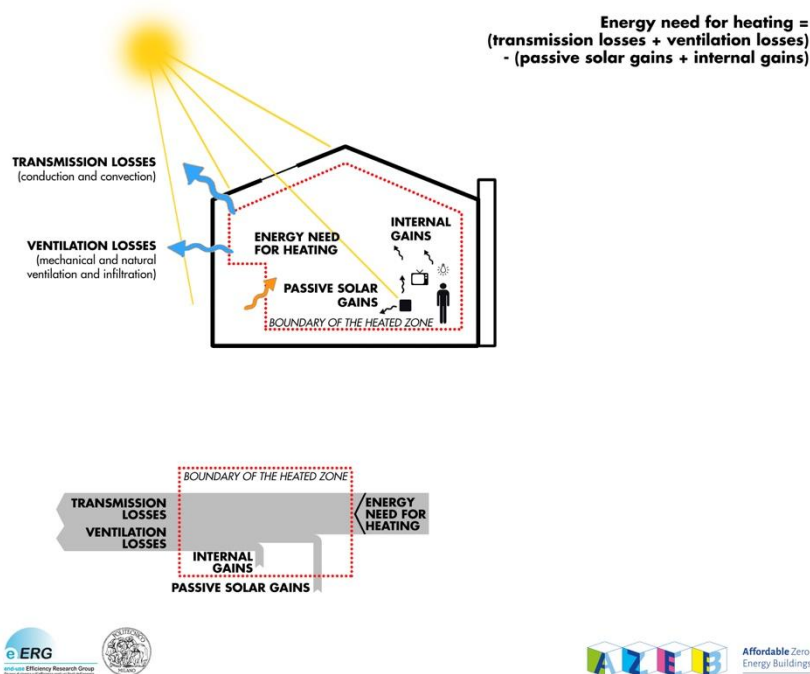 Energy need for heating =
(transmission losses + ventilation losses)
- (passive solar gains + internal gains)
TRANSMISSION LOSSES
(conduction and convection)
VENTILATION LOSSES
(mechanical and natural
ventilation and infiltration)
ENERGY NEED
FOR HEATING
INTERNAL
GAINS
PASSIVE SOLAR
GAINS
BOUNDARY OF THE HEATED ZONE
BOUNDARY OF THE HEATED ZONE
TRANSMISSION
LOSSES
VENTILATION
LOSSES
ENERGY
NEED FOR
HEATING
INTERNAL
GAINS
PASSIVE SOLAR GAINS
eERG
end-use Efficiency Research Group
POLITECNICO
MILANO
AZEB
Affordable Zero
Energy Buildings